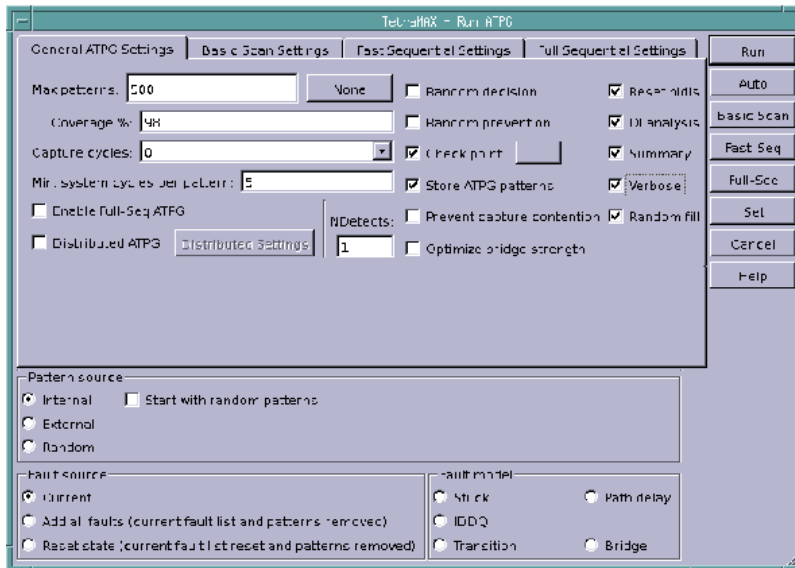 TetraMAX - Run ATPG
General ATPG Settings
Basic Scan Settings
Fast Sequential Settings
Full Sequential Settings
Run
Auto
Basic Scan
Fast-Seq
Full-Seq
Set
Cancel
Help
Max patterns: 500
None
Coverage %: 98
Capture cycles: 0
Min. system cycles per pattern: 5
Enable Full-Seq ATPG
Distributed ATPG
Distributed Settings
NDetects:
1
Random decision
Random prevention
Check point
Store ATPG patterns
Prevent capture contention
Optimize bridge strength
DI analysis
Summary
Verbose
Random fill
Pattern source
Internal
Start with random patterns
External
Random
Fault source
Current
Add all faults (current fault list and patterns removed)
Reset state (current fault list reset and patterns removed)
Fault model
Stuck
Path delay
IDDQ
Transition
Bridge